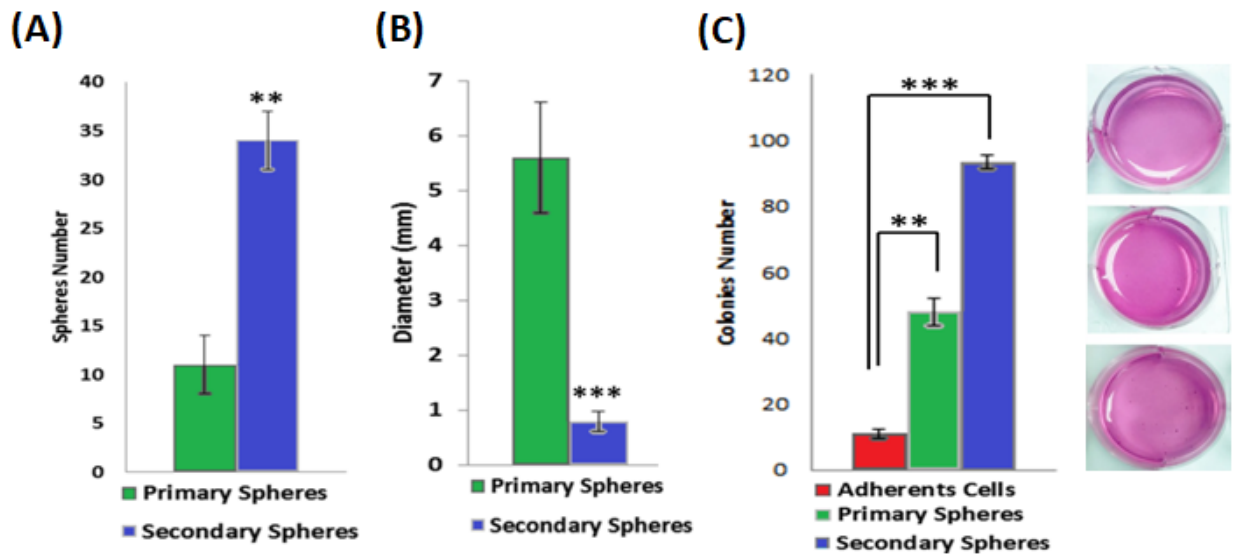 (A)
40
35
30
25
20
15
10
5
0
Spheres Number
**
Primary Spheres
Secondary Spheres
(B)
7
6
5
4
3
2
1
0
Diameter (mm)
***
Primary Spheres
Secondary Spheres
(C)
120
100
80
60
40
20
0
Colonies Number
***
**
Adherents Cells
Primary Spheres
Secondary Spheres